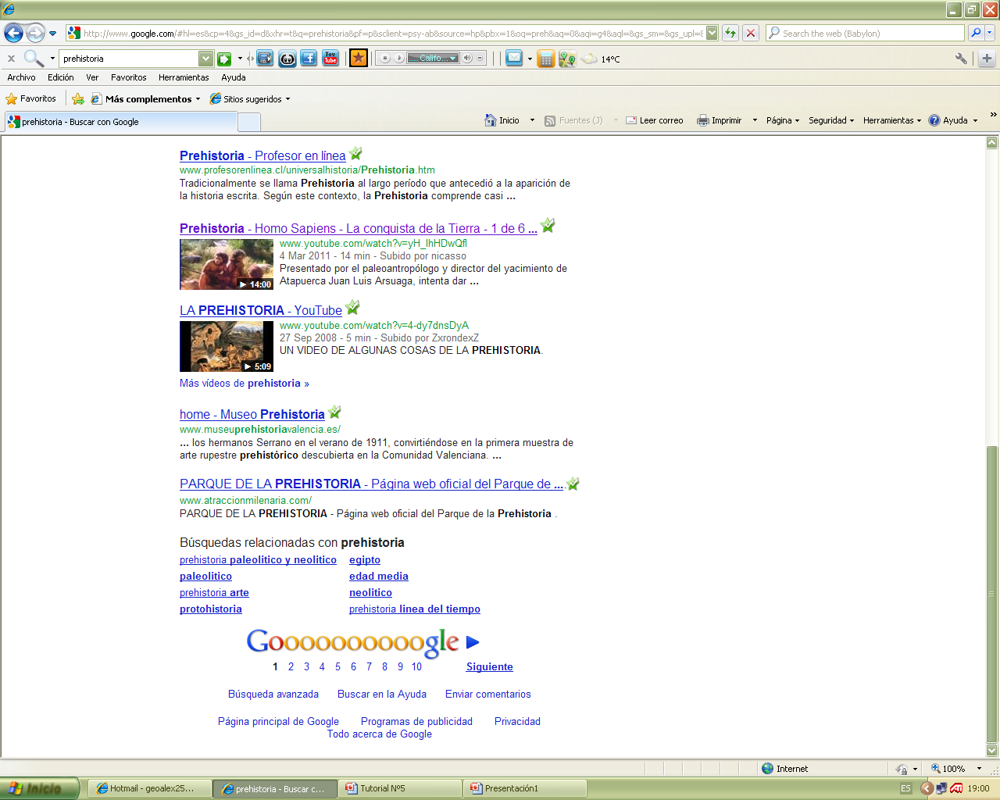 http://www.google.com/#hl=es&cp=4&gs_id=d&xhr=t&q=prehistoria&pf=p&sclient=psy-ab&source=hp&pbx=1&oq=preh&aq=0&aqi=g4&aql=&gs_sm=&gs_upl=8
Search the web (Babylon)
prehistoria
You Tube
Califo...
14°C
Archivo Edición Ver Favoritos Herramientas Ayuda
Favoritos Más complementos Sitios sugeridos
prehistoria - Buscar con Google
Inicio Fuentes (J) Leer correo Imprimir Página Seguridad Herramientas Ayuda
Prehistoria - Profesor en línea
www.profesorenlinea.cl/universalhistoria/Prehistoria.htm
Tradicionalmente se llama Prehistoria al largo período que antecedió a la aparición de
la historia escrita. Según este contexto, la Prehistoria comprende casi ...
Prehistoria - Homo Sapiens - La conquista de la Tierra - 1 de 6 ...
www.youtube.com/watch?v=yH_IhHDwQfI
4 Mar 2011 - 14 min - Subido por nicasso
Presentado por el paleoantropólogo y director del yacimiento de
Atapuerca Juan Luis Arsuaga, intenta dar ...
14:00
LA PREHISTORIA - YouTube
www.youtube.com/watch?v=4-dy7dnsDyA
27 Sep 2008 - 5 min - Subido por ZxrondexZ
UN VIDEO DE ALGUNAS COSAS DE LA PREHISTORIA.
5:09
Más vídeos de prehistoria »
home - Museo Prehistoria
www.museuprehistoriavalencia.es/
... los hermanos Serrano en el verano de 1911, convirtiéndose en la primera muestra de
arte rupestre prehistórico descubierta en la Comunidad Valenciana. ...
PARQUE DE LA PREHISTORIA - Página web oficial del Parque de ...
www.atraccionmilenaria.com/
PARQUE DE LA PREHISTORIA - Página web oficial del Parque de la Prehistoria .
Búsquedas relacionadas con prehistoria
prehistoria paleolitico y neolitico egipto
paleolitico edad media
prehistoria arte neolitico
protohistoria prehistoria linea del tiempo
Goooooooooogle
1 2 3 4 5 6 7 8 9 10 Siguiente
Búsqueda avanzada Buscar en la Ayuda Enviar comentarios
Página principal de Google Programas de publicidad Privacidad
Todo acerca de Google
Internet 100%
Inicio Hotmail - geoalex25... prehistoria - Buscar c... Tutorial Nº5 Presentación1 ES 19:00